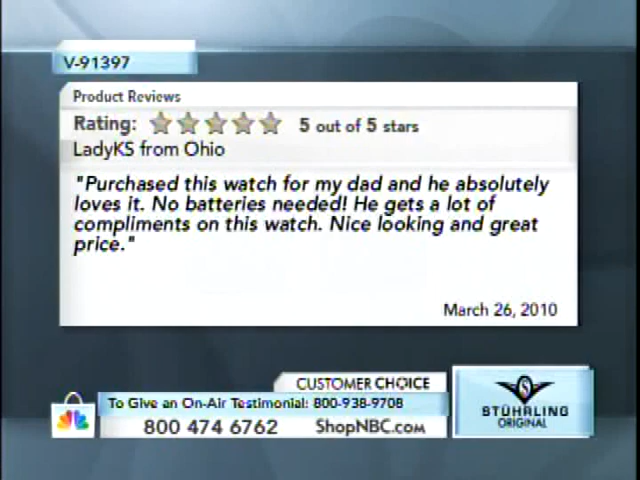 V-91397
Product Reviews
Rating: 5 out of 5 stars
LadyKS from Ohio
"Purchased this watch for my dad and he absolutely
loves it. No batteries needed! He gets a lot of
compliments on this watch. Nice looking and great
price."
March 26, 2010
CUSTOMER CHOICE
To Give an On-Air Testimonial: 800-938-9708
800 474 6762 ShopNBC.com
STÜHRLING
ORIGINAL